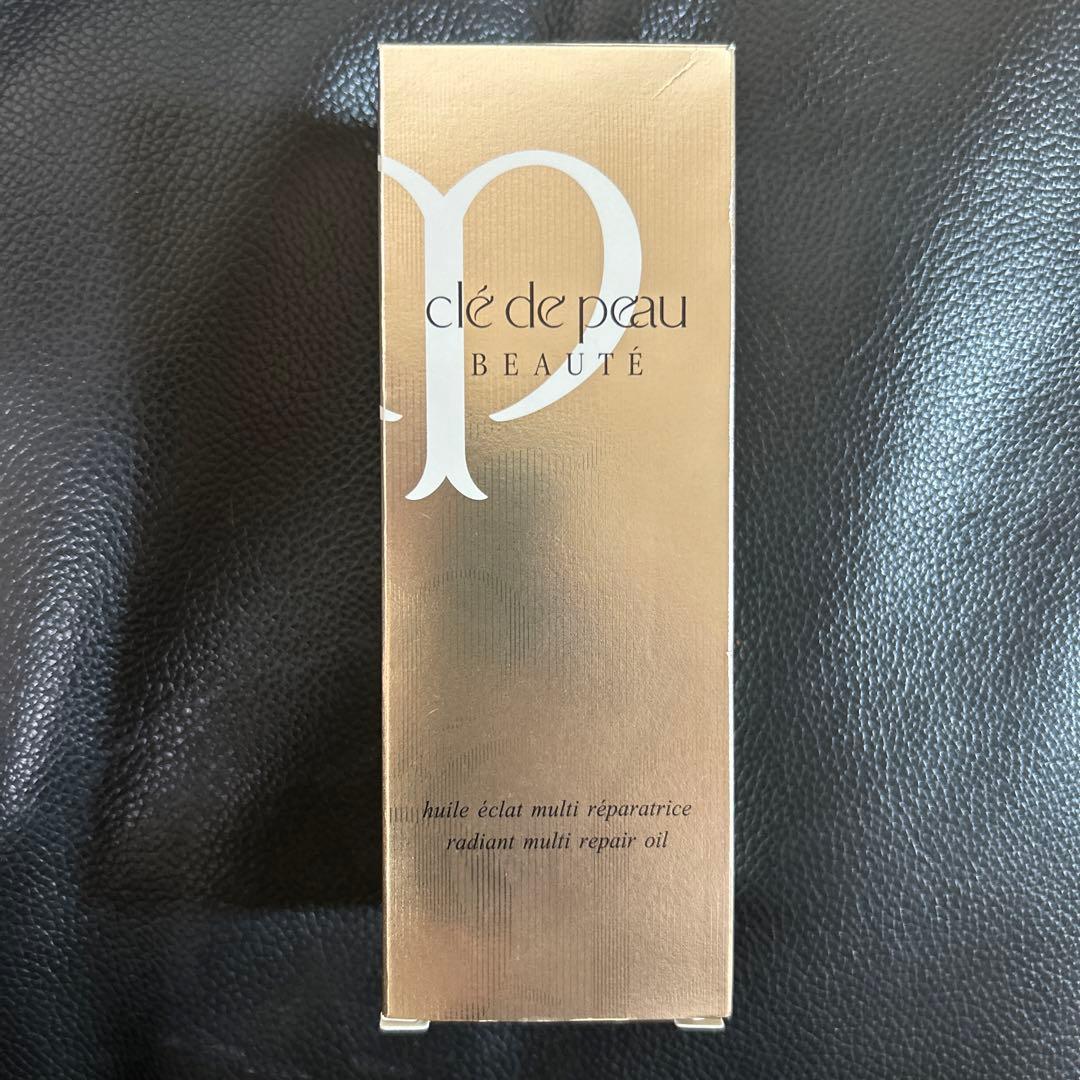 clé de peau
BEAUTÉ
huile éclat multi réparatrice
radiant multi repair oil